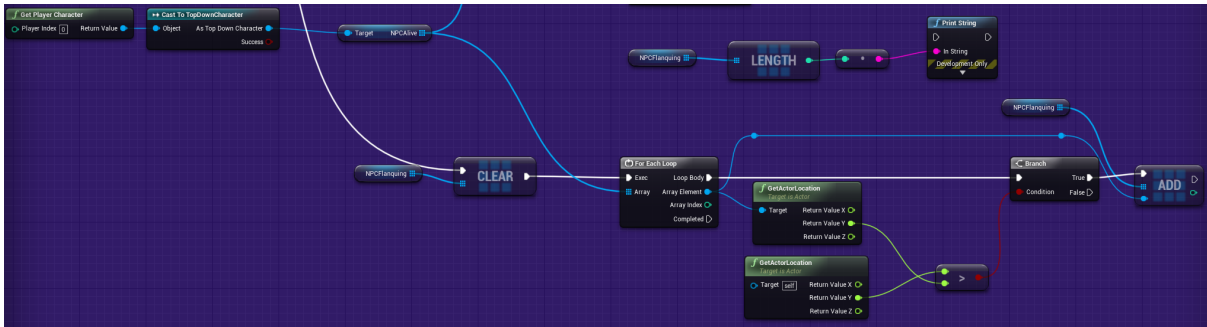 Get Player Character
Player Index 0 Return Value
Cast To TopDownCharacter
Object As Top Down Character
Success
Target NPCAlive
NPCFlanquing
LENGTH
Print String
In String
Development Only
NPCFlanquing
NPCFlanquing
CLEAR
For Each Loop
Exec Loop Body
Array Array Element
Array Index
Completed
GetActorLocation
Target is Actor
Target Return Value X
Return Value Y
Return Value Z
GetActorLocation
Target is Actor
Target self Return Value X
Return Value Y
Return Value Z
>
Branch
True
Condition False
ADD